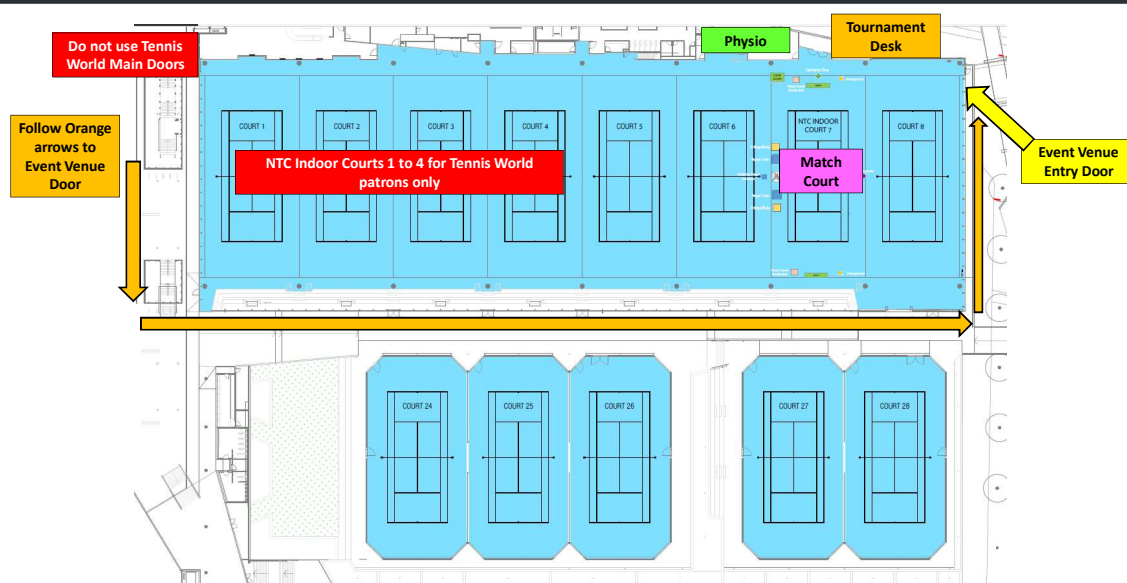 Do not use Tennis
World Main Doors
Physio
Tournament
Desk
Follow Orange
arrows to
Event Venue
Door
Event Venue
Entry Door
COURT 1
COURT 2
COURT 3
COURT 4
COURT 5
COURT 6
NTC INDOOR
COURT 7
COURT 8
NTC Indoor Courts 1 to 4 for Tennis World
patrons only
Match
Court
COURT 24
COURT 25
COURT 26
COURT 27
COURT 28